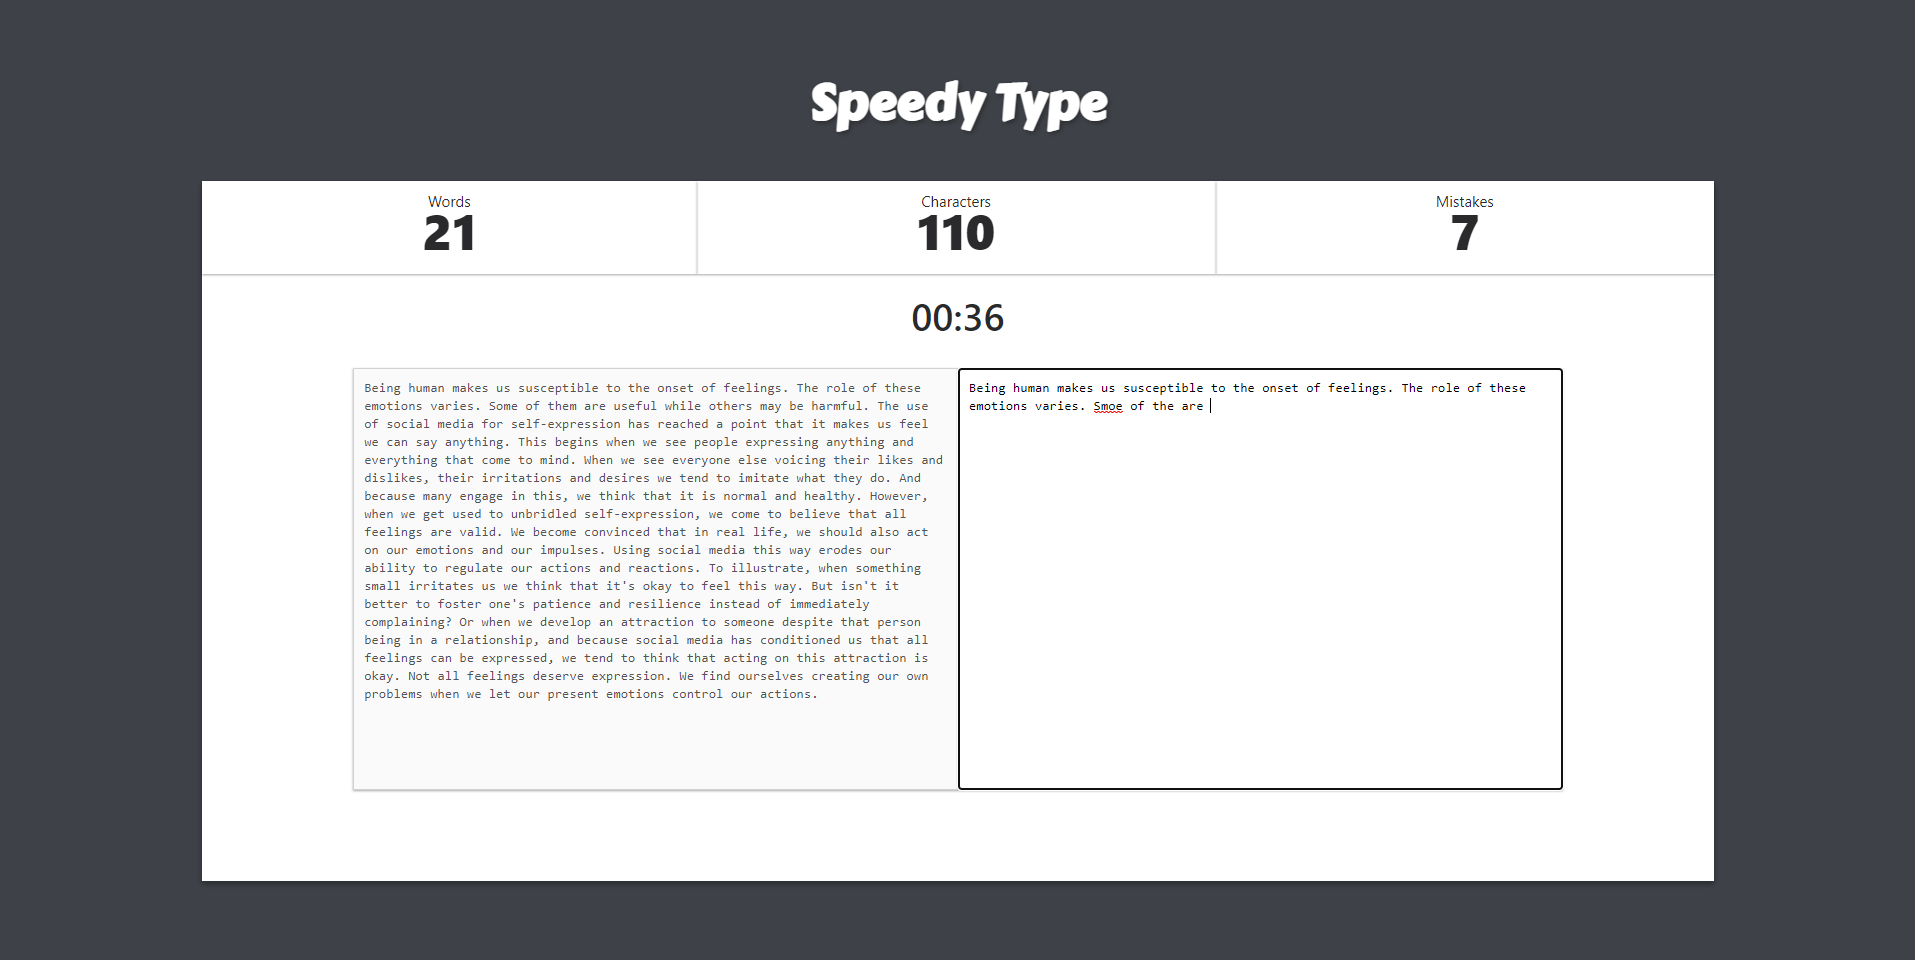 Speedy Type
Words
21
Characters
110
Mistakes
7
00:36
Being human makes us susceptible to the onset of feelings. The role of these
emotions varies. Some of them are useful while others may be harmful. The use
of social media for self-expression has reached a point that it makes us feel
we can say anything. This begins when we see people expressing anything and
everything that come to mind. When we see everyone else voicing their likes and
dislikes, their irritations and desires we tend to imitate what they do. And
because many engage in this, we think that it is normal and healthy. However,
when we get used to unbridled self-expression, we come to believe that all
feelings are valid. We become convinced that in real life, we should also act
on our emotions and our impulses. Using social media this way erodes our
ability to regulate our actions and reactions. To illustrate, when something
small irritates us we think that it's okay to feel this way. But isn't it
better to foster one's patience and resilience instead of immediately
complaining? Or when we develop an attraction to someone despite that person
being in a relationship, and because social media has conditioned us that all
feelings can be expressed, we tend to think that acting on this attraction is
okay. Not all feelings deserve expression. We find ourselves creating our own
problems when we let our present emotions control our actions.
Being human makes us susceptible to the onset of feelings. The role of these
emotions varies. Smoe of the are